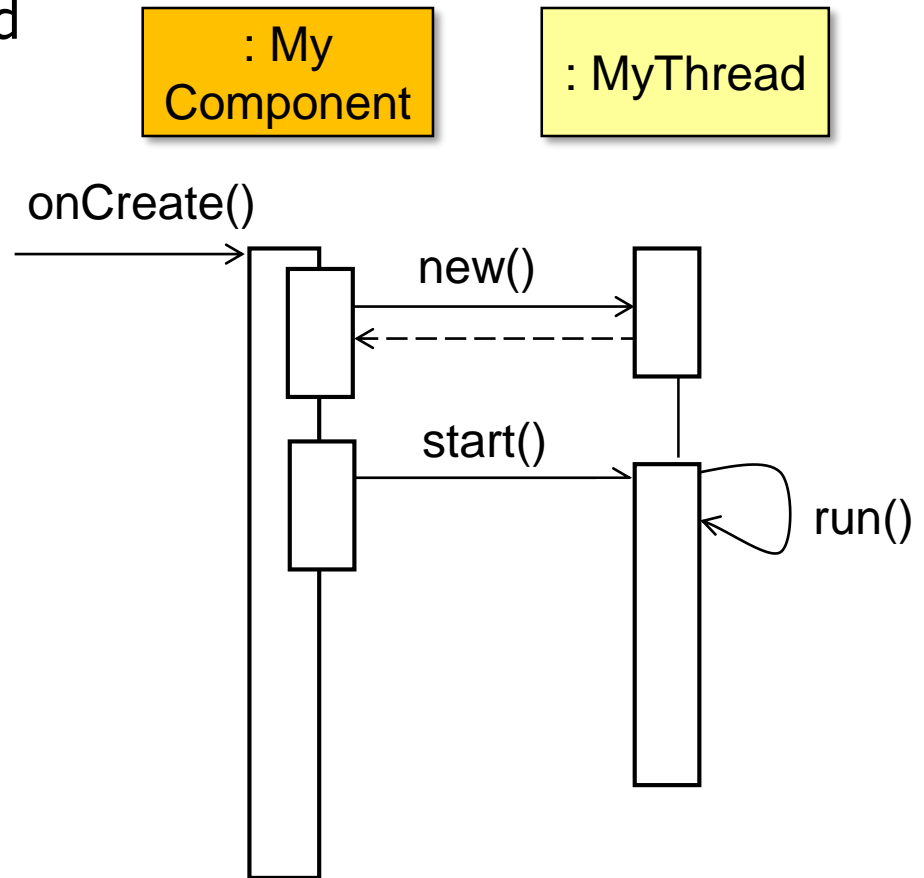 : My
Component
: MyThread
onCreate()
new()
start()
run()